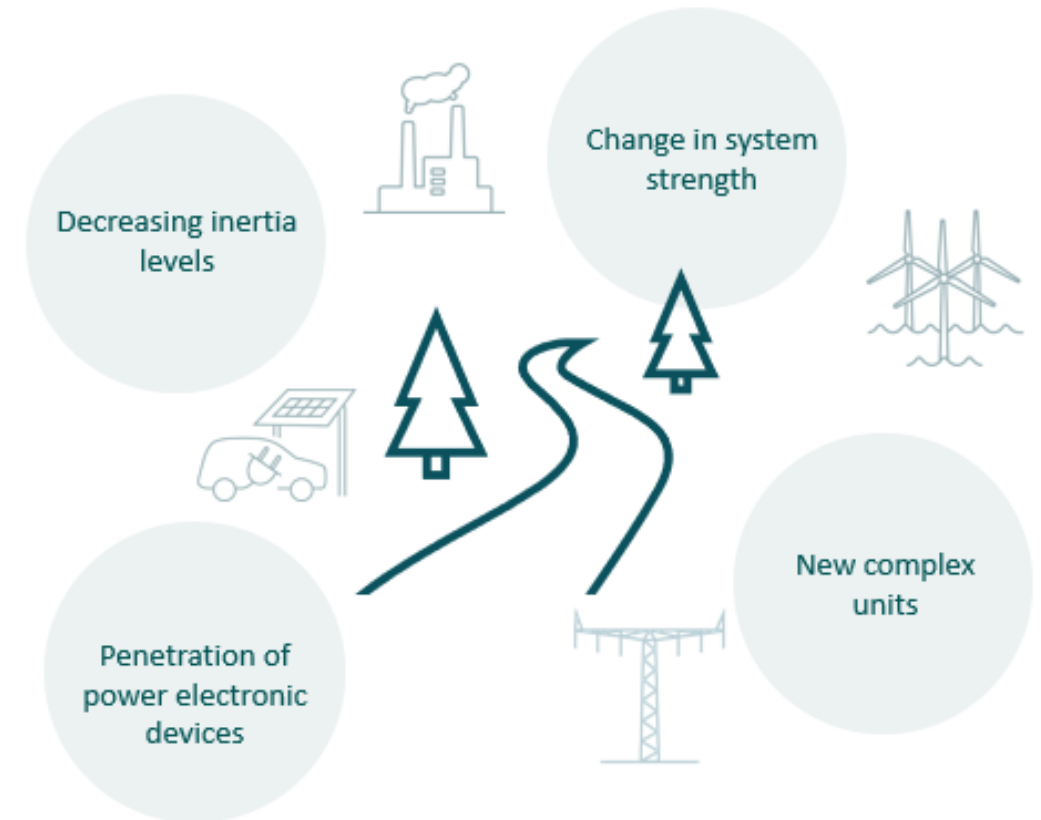 Change in system
strength
Decreasing inertia
levels
New complex
units
Penetration of
power electronic
devices